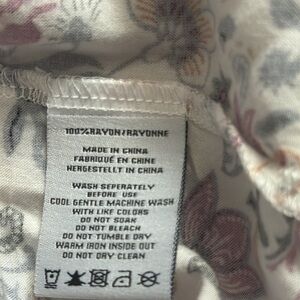 100%RAYON/RAYONNE
MADE IN CHINA
FABRIQUÉ EN CHINE
HERGESTELLT IN CHINA
WASH SEPERATELY
BEFORE USE
COOL GENTLE MACHINE WASH
WITH LIKE COLORS
DO NOT SOAK
DO NOT BLEACH
DO NOT TUMBLE DRY
WARM IRON INSIDE OUT
DO NOT DRY CLEAN